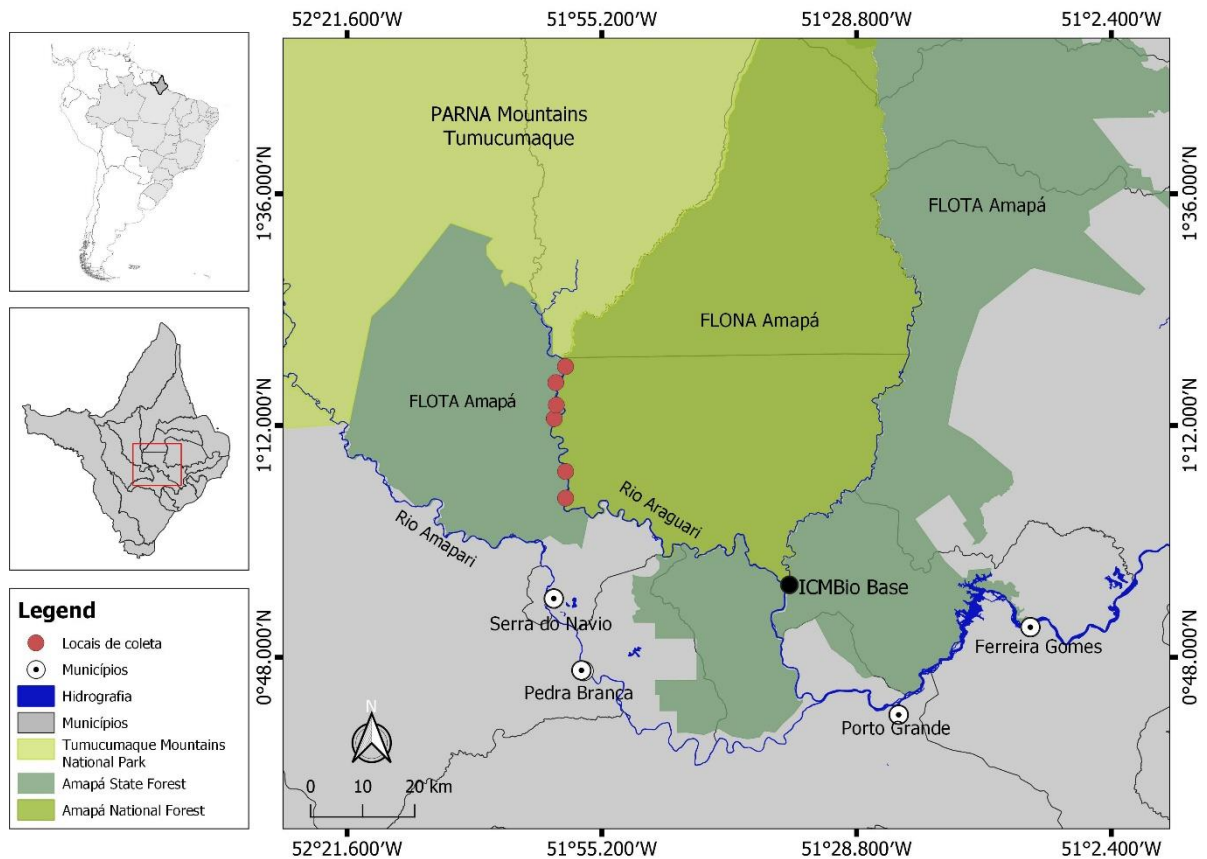 52°21.600'W 51°55.200'W 51°28.800'W 51°2.400'W
PARNA Mountains
Tumucumaque
1°36.000'N
1°36.000'N
FLOTA Amapá
FLONA Amapá
FLOTA Amapá
1°12.000'N
1°12.000'N
Rio Araguari
Rio Amapari
ICMBio Base
Serra do Navio
Ferreira Gomes
0°48.000'N
0°48.000'N
Pedra Branca
Porto Grande
N
0 10 20 km
Legend
Locais de coleta
Municípios
Hidrografia
Municípios
Tumucumaque Mountains
National Park
Amapá State Forest
Amapá National Forest
52°21.600'W 51°55.200'W 51°28.800'W 51°2.400'W